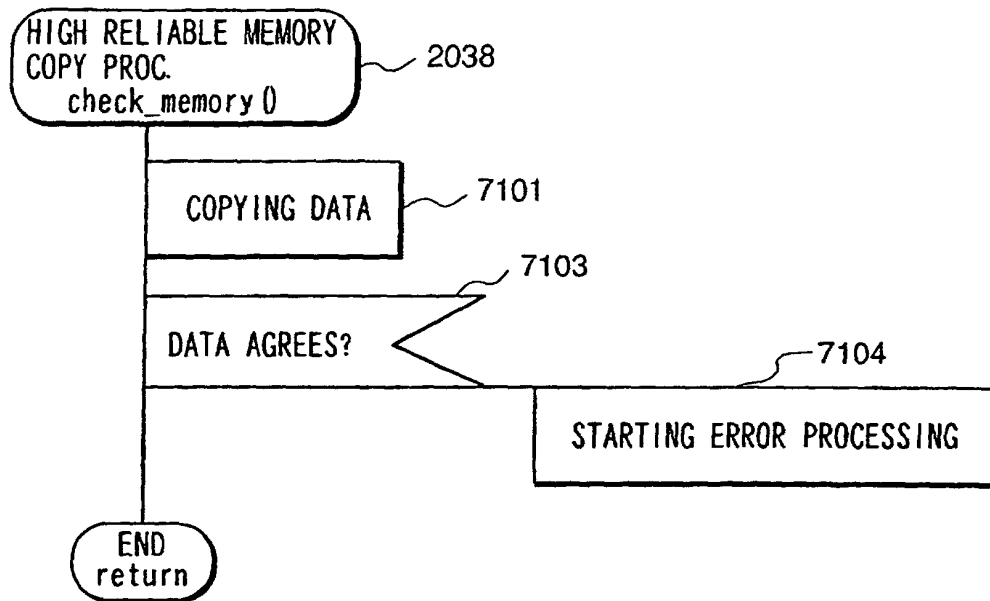 HIGH RELIABLE MEMORY
COPY PROC.
check_memory()
2038
COPYING DATA
7101
7103
DATA AGREES?
7104
STARTING ERROR PROCESSING
END
return